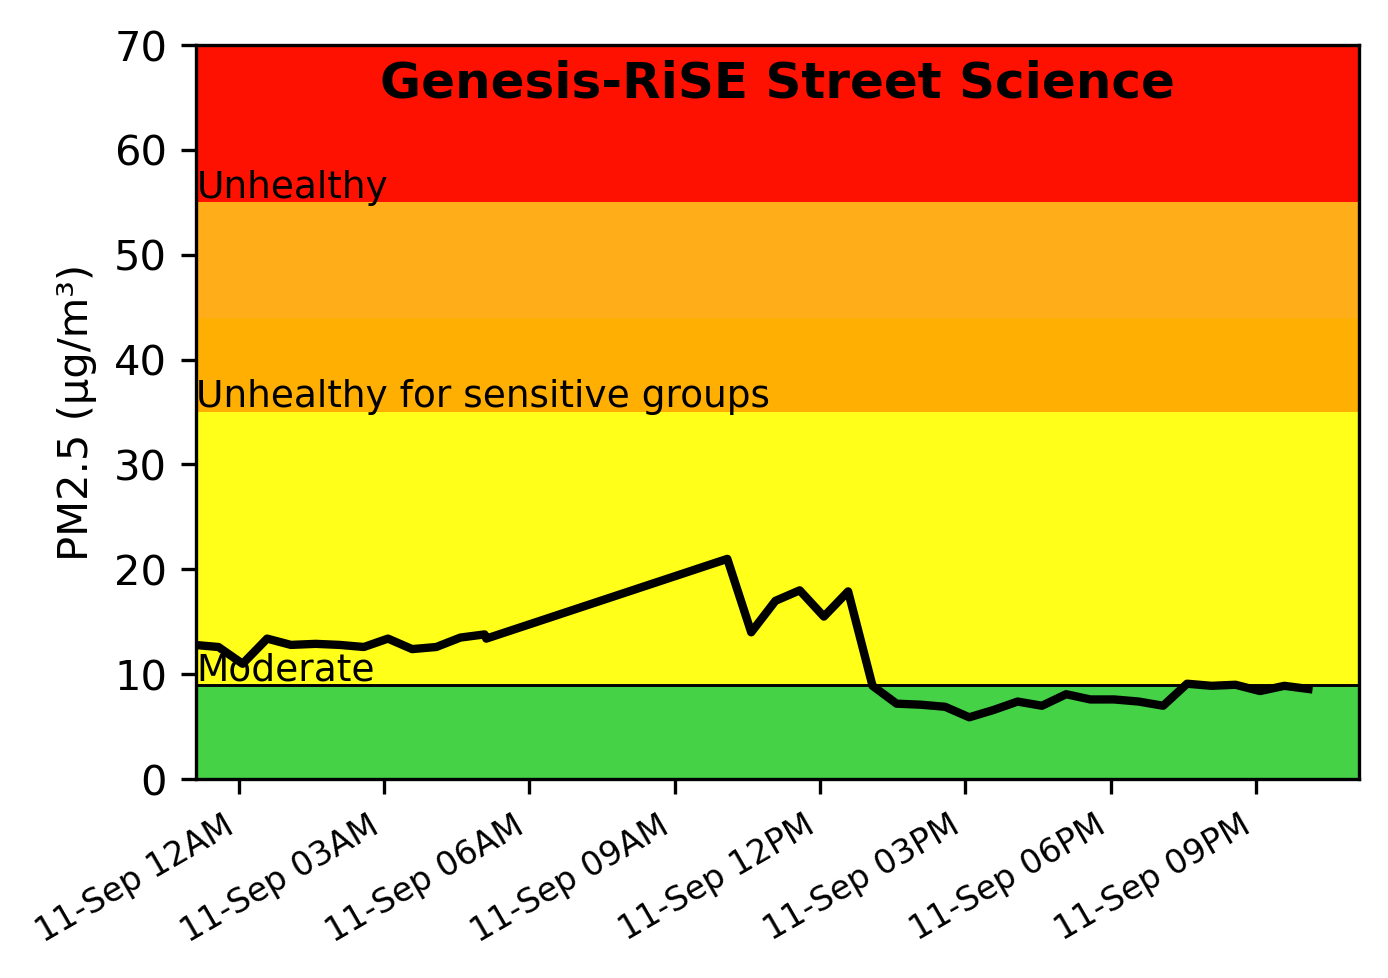 Genesis-RiSE Street Science
PM2.5 (µg/m³)
70
60
50
40
30
20
10
0
Unhealthy
Unhealthy for sensitive groups
Moderate
11-Sep 12AM
11-Sep 03AM
11-Sep 06AM
11-Sep 09AM
11-Sep 12PM
11-Sep 03PM
11-Sep 06PM
11-Sep 09PM